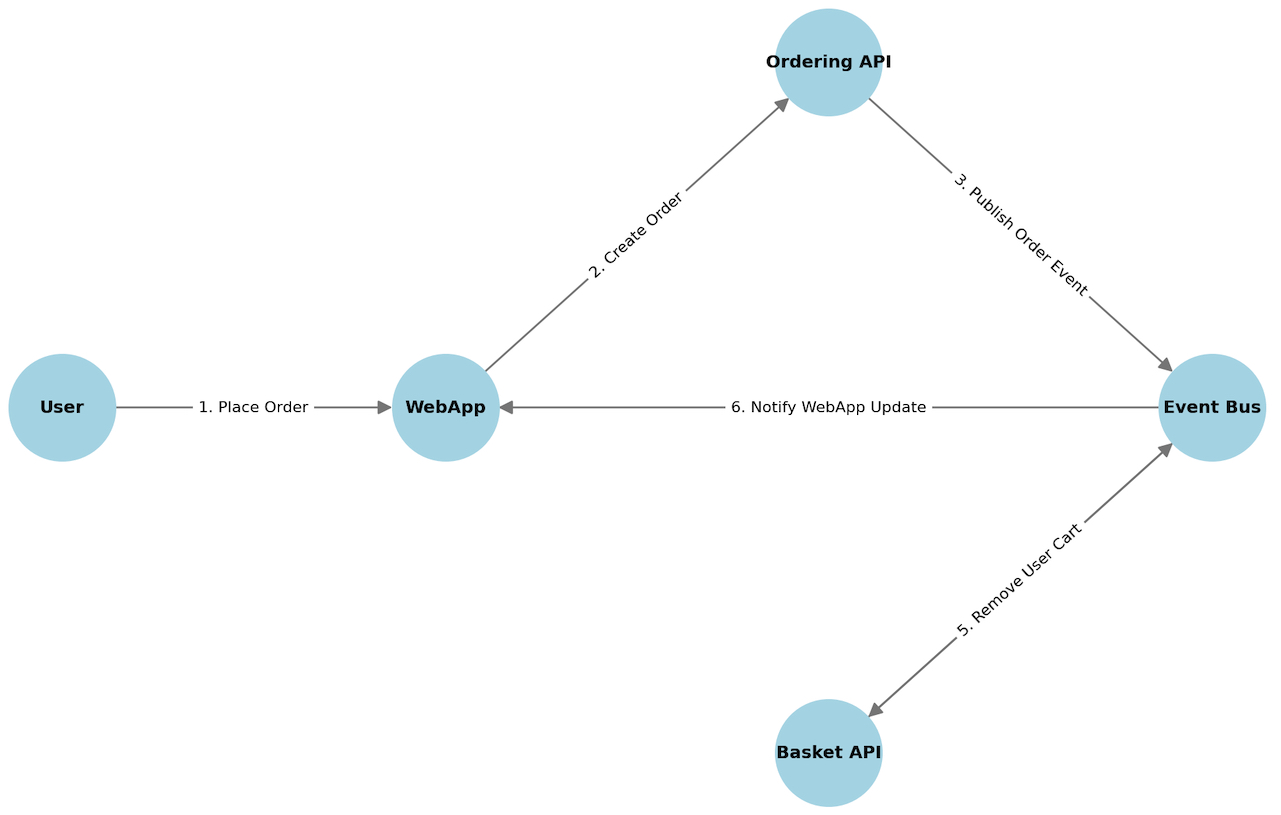 Ordering API
3. Publish Order Event
2. Create Order
User
1. Place Order
WebApp
6. Notify WebApp Update
Event Bus
5. Remove User Cart
Basket API